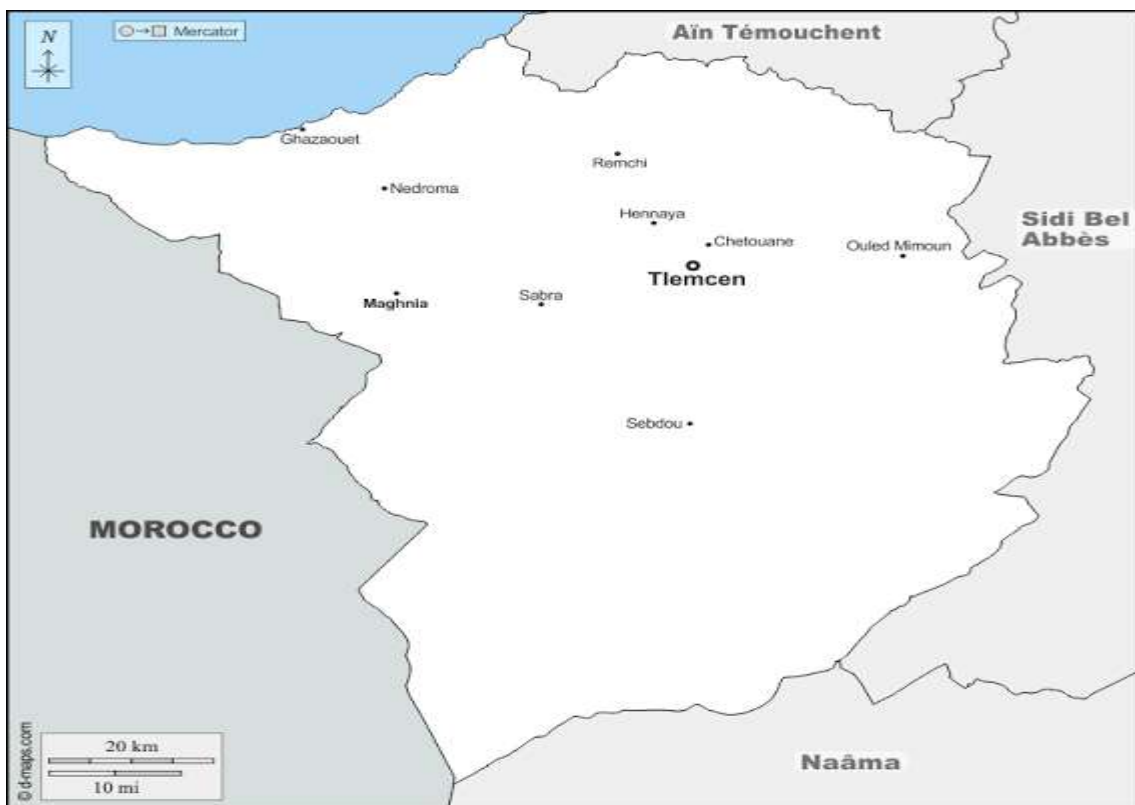 N
Mercator
Aïn Témouchent
Ghazaouet
Remchi
Nedroma
Hennaya
Sidi Bel
Abbès
Chetouane
Ouled Mimoun
Tlemcen
Maghnia
Sabra
Sebdou
MOROCCO
20 km
10 mi
© d-maps.com
Naâma